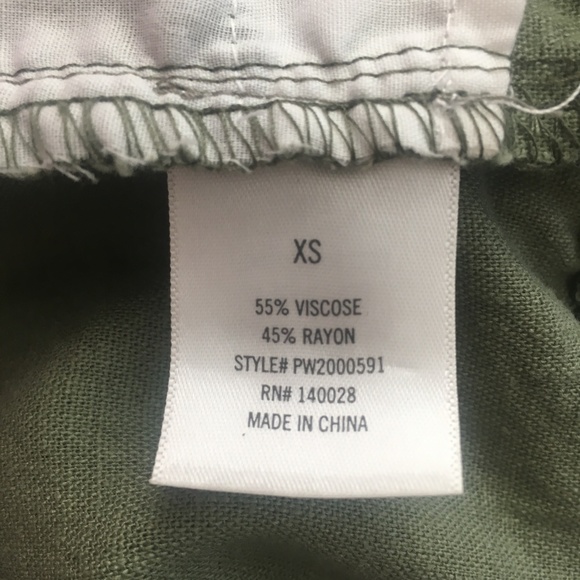 XS
55% VISCOSE
45% RAYON
STYLE# PW2000591
RN# 140028
MADE IN CHINA